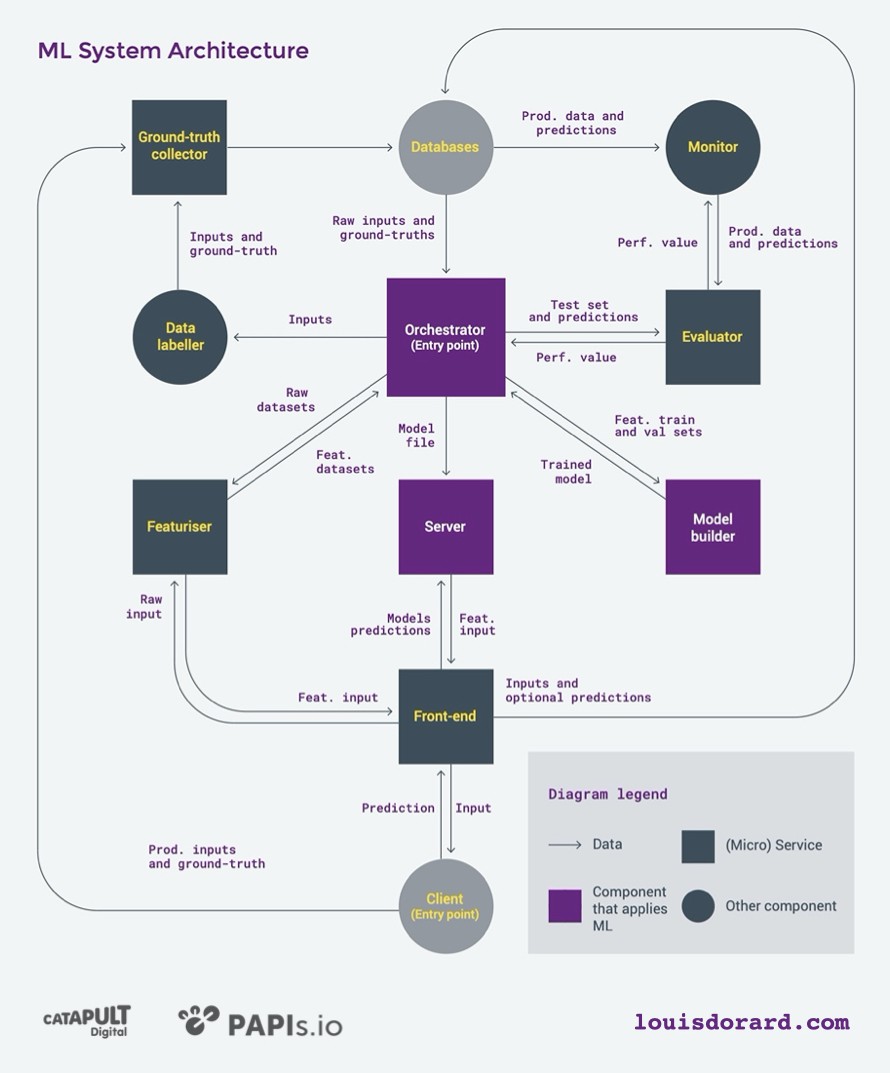 ML System Architecture
Ground-truth
collector
Databases
Prod. data and
predictions
Monitor
Inputs and
ground-truth
Raw inputs and
ground-truths
Perf. value
Prod. data
and predictions
Data
labeller
Inputs
Orchestrator
(Entry point)
Test set
and predictions
Perf. value
Evaluator
Raw
datasets
Feat.
datasets
Model
file
Feat. train
and val sets
Trained
model
Featuriser
Server
Model
builder
Raw
input
Models
predictions
Feat.
input
Feat. input
Front-end
Inputs and
optional predictions
Prediction
Input
Prod. inputs
and ground-truth
Client
(Entry point)
Diagram legend
Data
(Micro) Service
Component
that applies
ML
Other component
CATAPULT
Digital
PAPIs.io
louisdorard.com